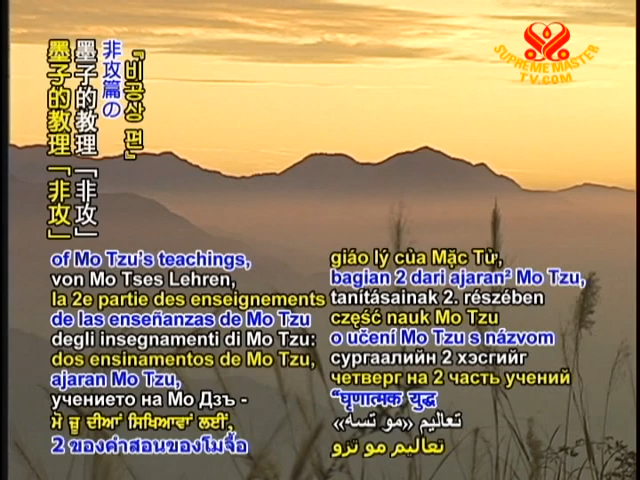 SUPREME MASTER
TV.COM
『비공상 편』
非攻篇の
墨子的教理「非攻」
墨子的教理「非攻」
of Mo Tzu's teachings,
von Mo Tses Lehren,
la 2e partie des enseignements
de las enseñanzas de Mo Tzu
degli insegnamenti di Mo Tzu:
dos ensinamentos de Mo Tzu,
ajaran Mo Tzu,
учението на Мо Дзъ -
ਮੋ ਜ਼ੂ ਦੀਆਂ ਸਿਖਿਆਵਾਂ ਲਈਂ,
2 ของคำสอนของโมจื๊อ
giáo lý của Mặc Tử,
bagian 2 dari ajaran² Mo Tzu,
tanításainak 2. részében
część nauk Mo Tzu
o učení Mo Tzu s názvom
сургаалийн 2 хэсгийг
четверг на 2 часть учений
“घृणात्मक युद्ध
تعاليم «مو تسه»
تعاليم مو تزو